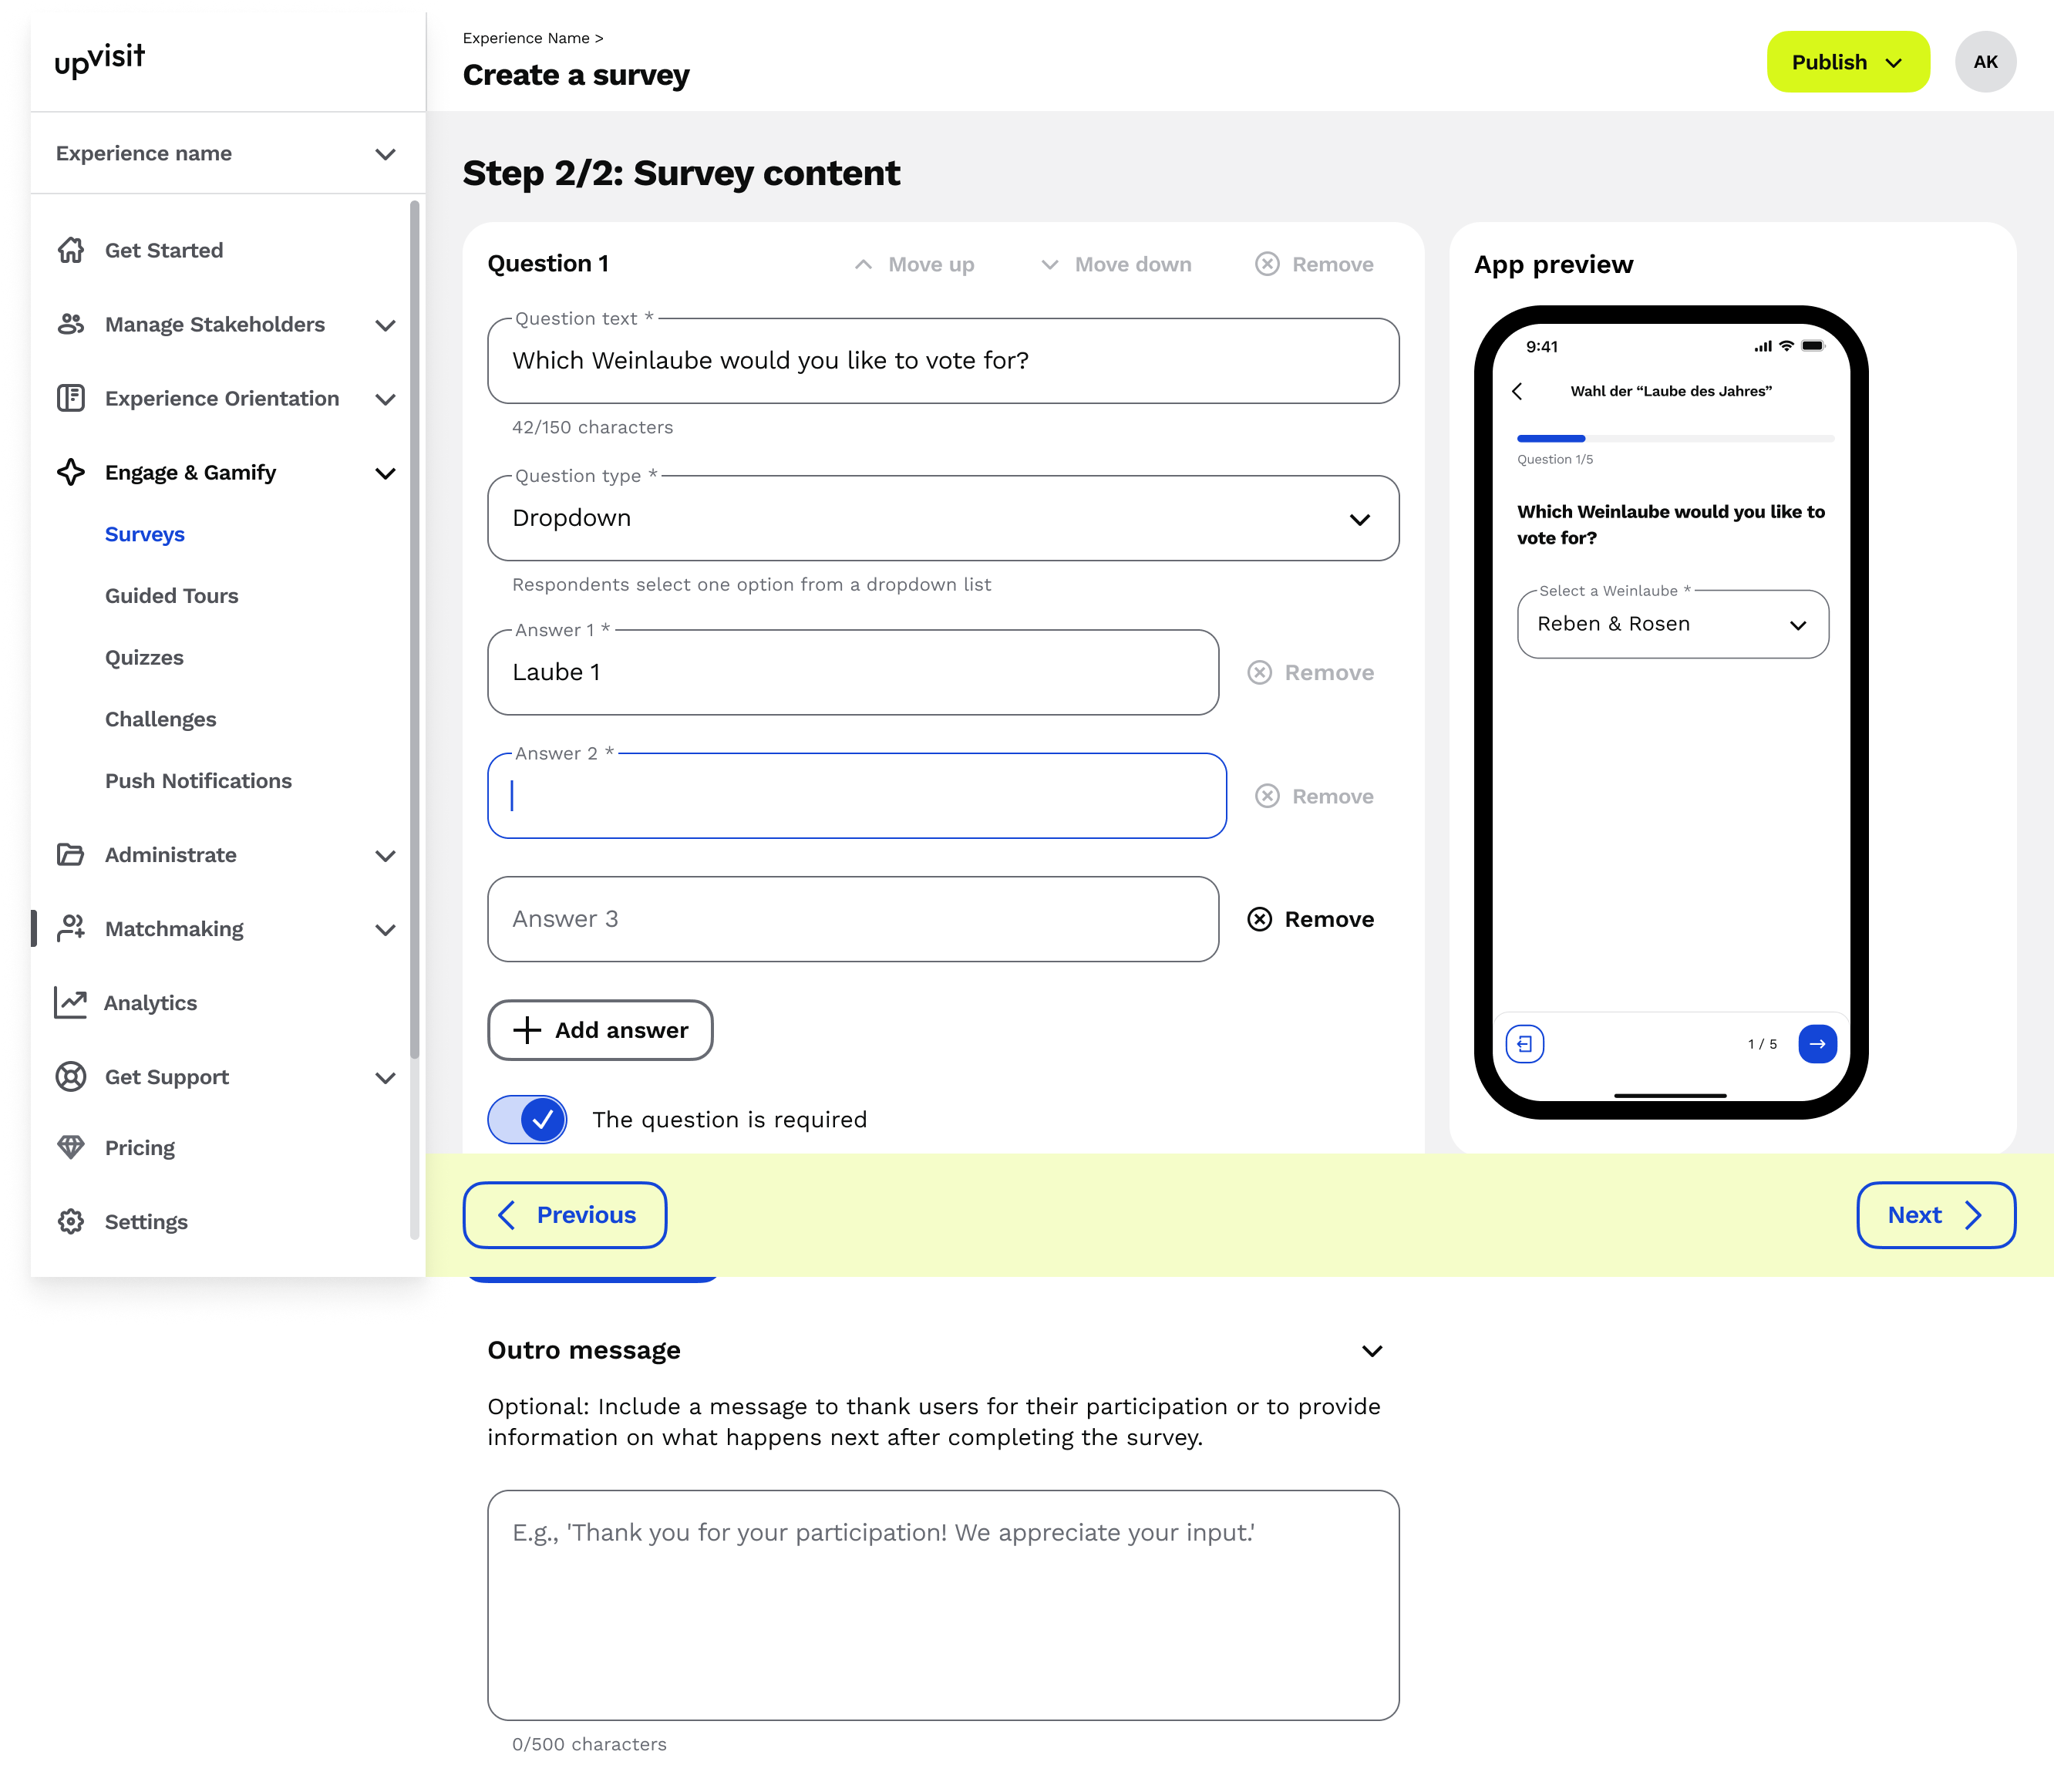 upvisit
Experience name
Get Started
Manage Stakeholders
Experience Orientation
Engage & Gamify
Surveys
Guided Tours
Quizzes
Challenges
Push Notifications
Administrate
Matchmaking
Analytics
Get Support
Pricing
Settings
Experience Name >
Create a survey
Publish
AK
Step 2/2: Survey content
Question 1
Move up
Move down
Remove
Question text *
Which Weinlaube would you like to vote for?
42/150 characters
Question type *
Dropdown
Respondents select one option from a dropdown list
Answer 1 *
Laube 1
Remove
Answer 2 *
Remove
Answer 3
Remove
Add answer
The question is required
App preview
9:41
Wahl der “Laube des Jahres”
Question 1/5
Which Weinlaube would you like to
vote for?
Select a Weinlaube *
Reben & Rosen
1 / 5
Previous
Next
Outro message
Optional: Include a message to thank users for their participation or to provide
information on what happens next after completing the survey.
E.g., 'Thank you for your participation! We appreciate your input.'
0/500 characters